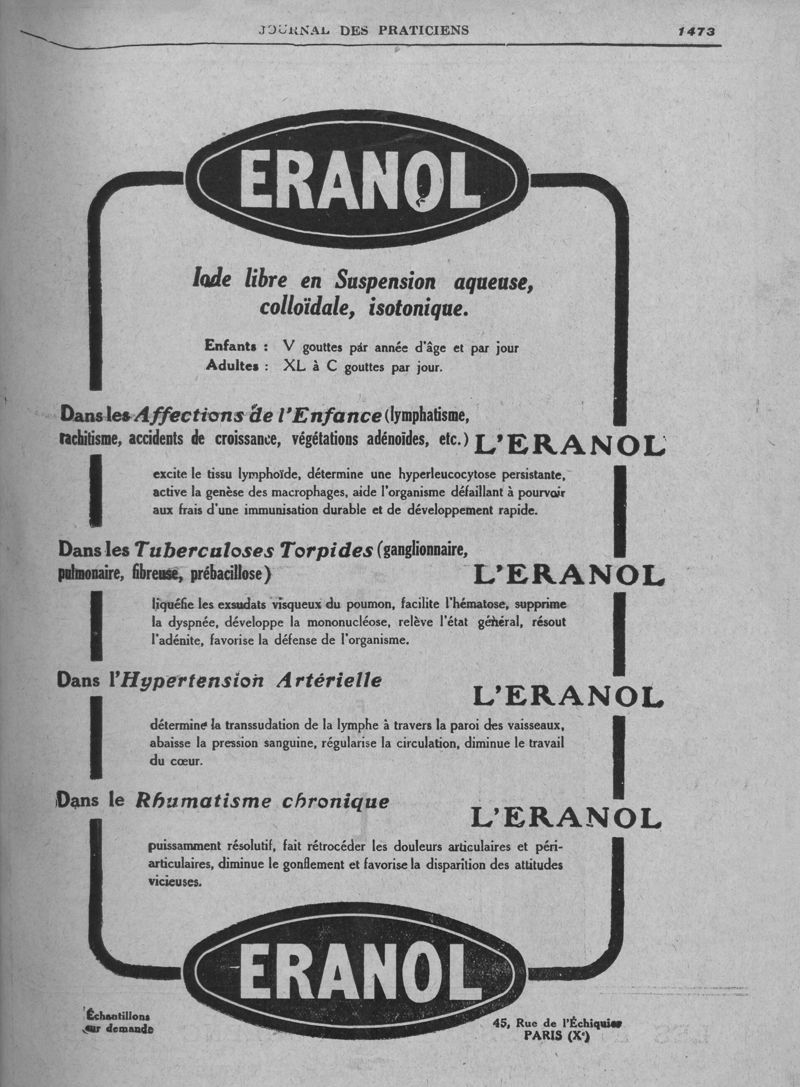 JOURNAL DES PRATICIENS 1473
ERANOL
Iode libre en Suspension aqueuse,
colloïdale, isotonique.
Enfants : V gouttes par année d'âge et par jour
Adultes : XL à C gouttes par jour.
Dans les Affections de l'Enfance (lymphatisme,
rachitisme, accidents de croissance, végétations adénoïdes, etc.) L'ERANOL
excite le tissu lymphoïde, détermine une hyperleucocytose persistante,
active la genèse des macrophages, aide l'organisme défaillant à pourvoir
aux frais d'une immunisation durable et de développement rapide.
Dans les Tuberculoses Torpides (ganglionnaire,
pulmonaire, fibreuse, prébacillose) L'ERANOL
liquéfie les exsudats visqueux du poumon, facilite l'hématose, supprime
la dyspnée, développe la mononucléose, relève l'état général, résout
l'adénite, favorise la défense de l'organisme.
Dans l'Hypertension Artérielle
L'ERANOL
détermine la transsudation de la lymphe à travers la paroi des vaisseaux,
abaisse la pression sanguine, régularise la circulation, diminue le travail
du cœur.
Dans le Rhumatisme chronique
L'ERANOL
puissamment résolutif, fait rétrocéder les douleurs articulaires et péri-
articulaires, diminue le gonflement et favorise la disparition des attitudes
vicieuses.
ERANOL
Échantillons
sur demande
45, Rue de l'Échiquier
PARIS (Xe)